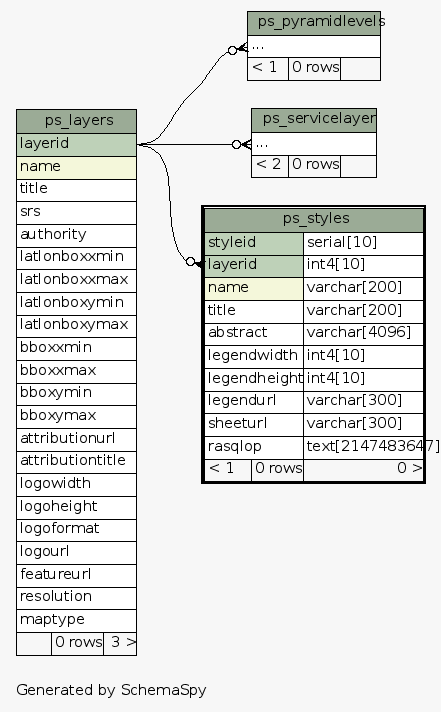 ps_pyramidlevels
...
< 1 0 rows
ps_servicelayer
...
< 2 0 rows
ps_layers
layerid
name
title
srs
authority
latlonboxxmin
latlonboxxmax
latlonboxymin
latlonboxymax
bboxxmin
bboxxmax
bboxymin
bboxymax
attributionurl
attributiontitle
logowidth
logoheight
logoformat
logourl
featureurl
resolution
maptype
0 rows 3 >
ps_styles
styleid serial[10]
layerid int4[10]
name varchar[200]
title varchar[200]
abstract varchar[4096]
legendwidth int4[10]
legendheight int4[10]
legendurl varchar[300]
sheeturl varchar[300]
rasqlop text[2147483647]
< 1 0 rows 0 >
Generated by SchemaSpy